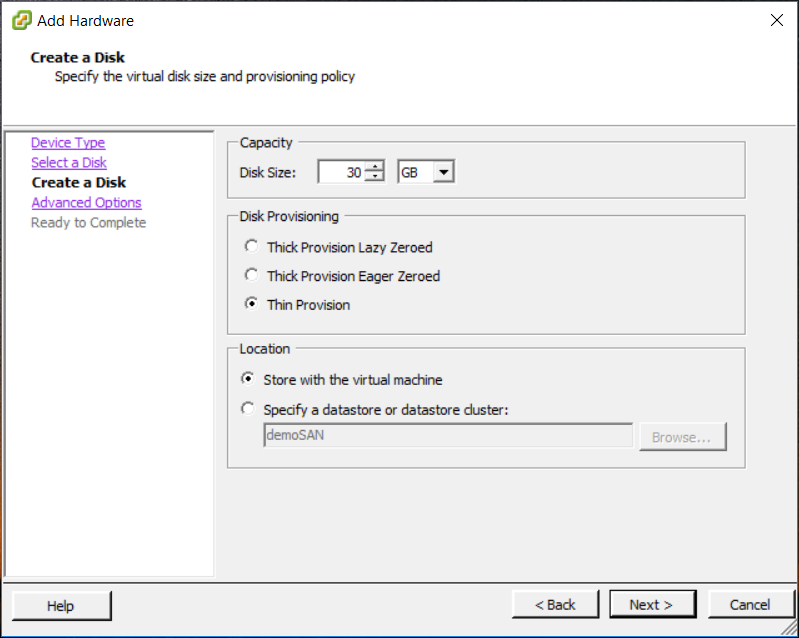 Add Hardware
Create a Disk
Specify the virtual disk size and provisioning policy
Device Type
Select a Disk
Create a Disk
Advanced Options
Ready to Complete
Capacity
Disk Size: 30 GB
Disk Provisioning
Thick Provision Lazy Zeroed
Thick Provision Eager Zeroed
Thin Provision
Location
Store with the virtual machine
Specify a datastore or datastore cluster:
demoSAN Browse...
Help < Back Next > Cancel